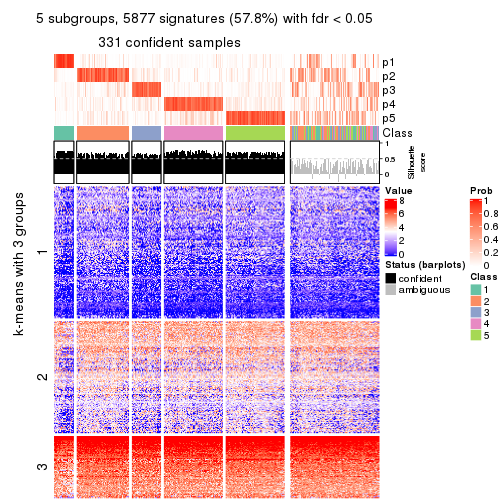 5 subgroups, 5877 signatures (57.8%) with fdr < 0.05
331 confident samples
p1
p2
p3
p4
p5
Class
1
0.5
0
Silhouette
score
k-means with 3 groups
1
2
3
Value
8
6
4
2
0
Status (barplots)
confident
ambiguous
Prob
1
0.8
0.6
0.4
0.2
0
Class
1
2
3
4
5